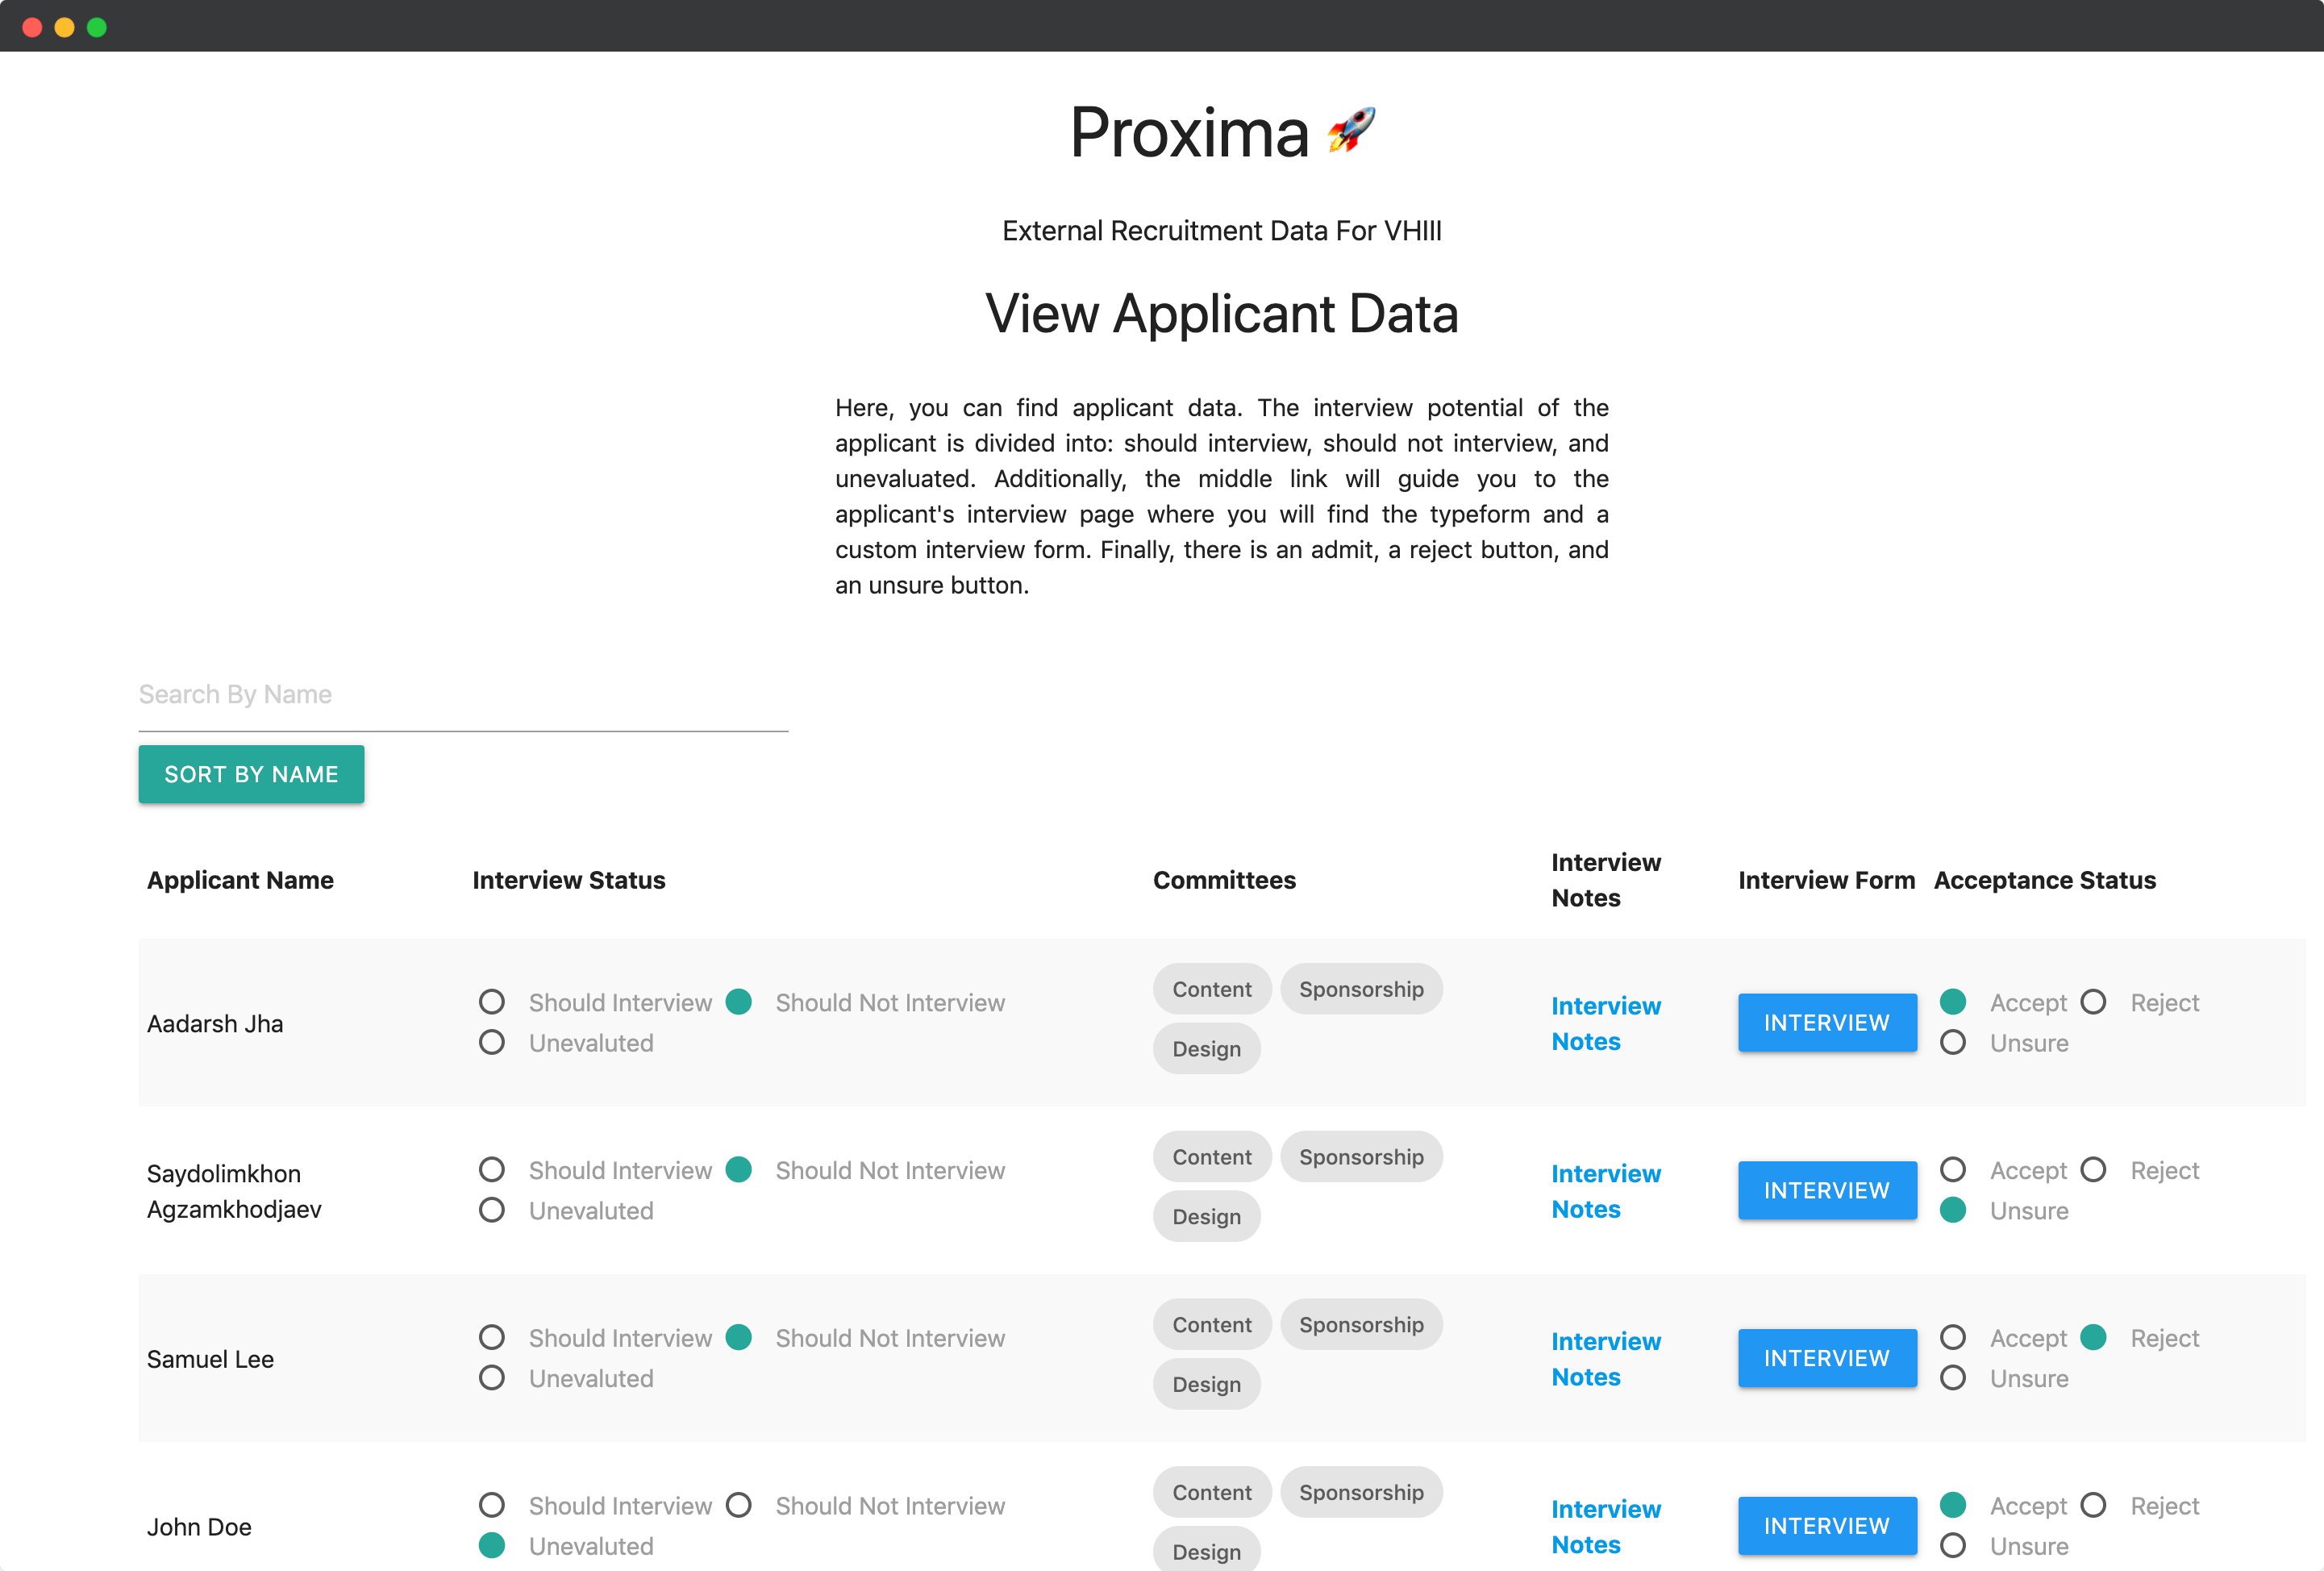 Proxima 🚀
External Recruitment Data For VHIII
View Applicant Data
Here, you can find applicant data. The interview potential of the
applicant is divided into: should interview, should not interview, and
unevaluated. Additionally, the middle link will guide you to the
applicant's interview page where you will find the typeform and a
custom interview form. Finally, there is an admit, a reject button, and
an unsure button.
Search By Name
SORT BY NAME
Applicant Name Interview Status Committees Interview Notes Interview Form Acceptance Status
Aadarsh Jha
Should Interview Should Not Interview
Unevaluted
Content Sponsorship
Design
Interview
Notes
INTERVIEW
Accept Reject
Unsure
Saydolimkhon
Agzamkhodjaev
Should Interview Should Not Interview
Unevaluted
Content Sponsorship
Design
Interview
Notes
INTERVIEW
Accept Reject
Unsure
Samuel Lee
Should Interview Should Not Interview
Unevaluted
Content Sponsorship
Design
Interview
Notes
INTERVIEW
Accept Reject
Unsure
John Doe
Should Interview Should Not Interview
Unevaluted
Content Sponsorship
Design
Interview
Notes
INTERVIEW
Accept Reject
Unsure